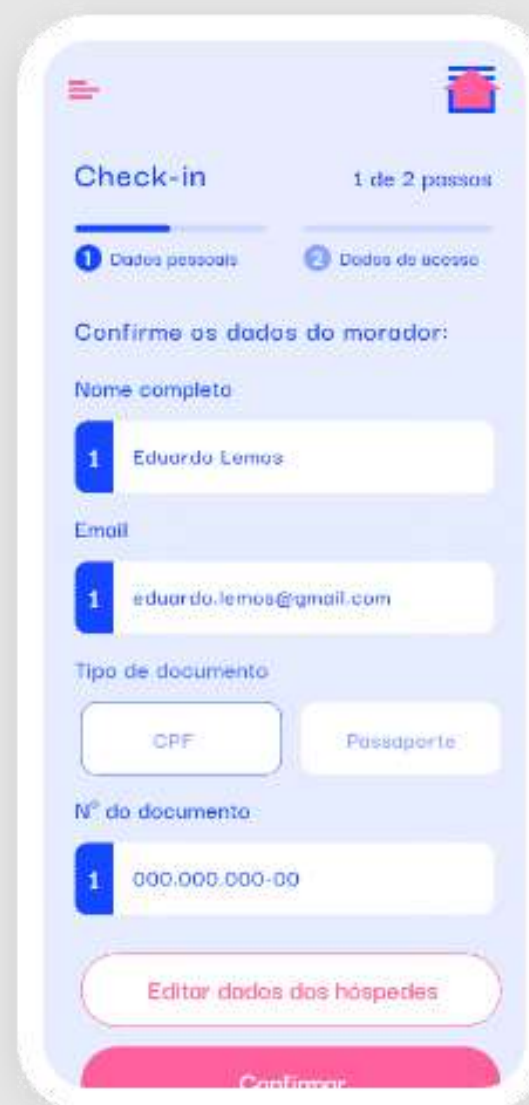 Check-in
1 de 2 passos
1 Dados pessoais
2 Dados de acesso
Confirme os dados do morador:
Nome completo
1 Eduardo Lemos
Email
1 eduardo.lemos@gmail.com
Tipo de documento
CPF
Passaporte
Nº do documento
1 000.000.000-00
Editar dados dos hóspedes
Confirmar